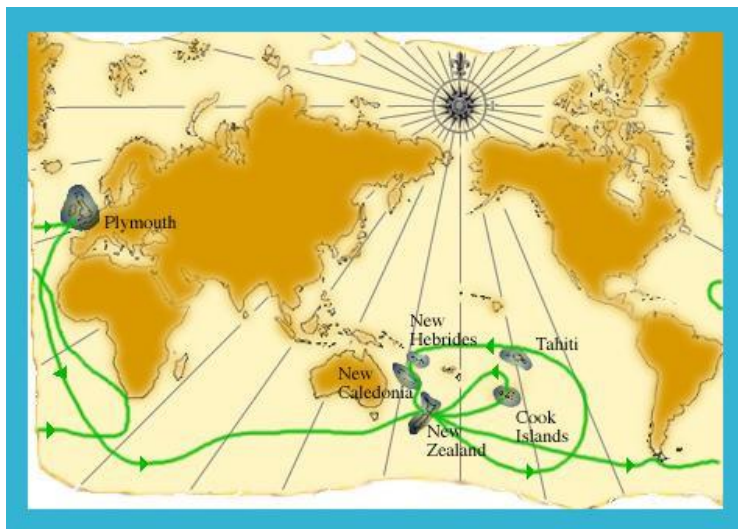 Plymouth
New
Hebrides
Tahiti
New
Caledonia
Cook
Islands
New
Zealand